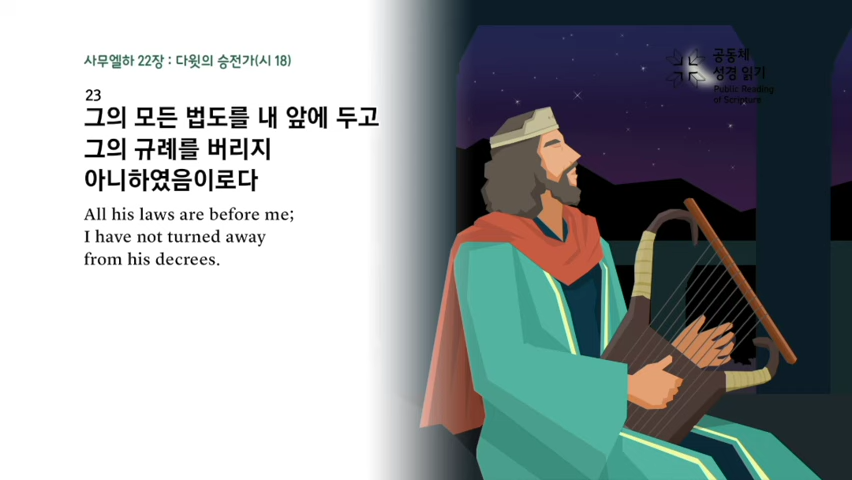 사무엘하 22장 : 다윗의 승전가(시 18)
23
그의 모든 법도를 내 앞에 두고
그의 규례를 버리지
아니하였음이로다
All his laws are before me;
I have not turned away
from his decrees.
공동체
성경 읽기
Public Reading
of Scripture